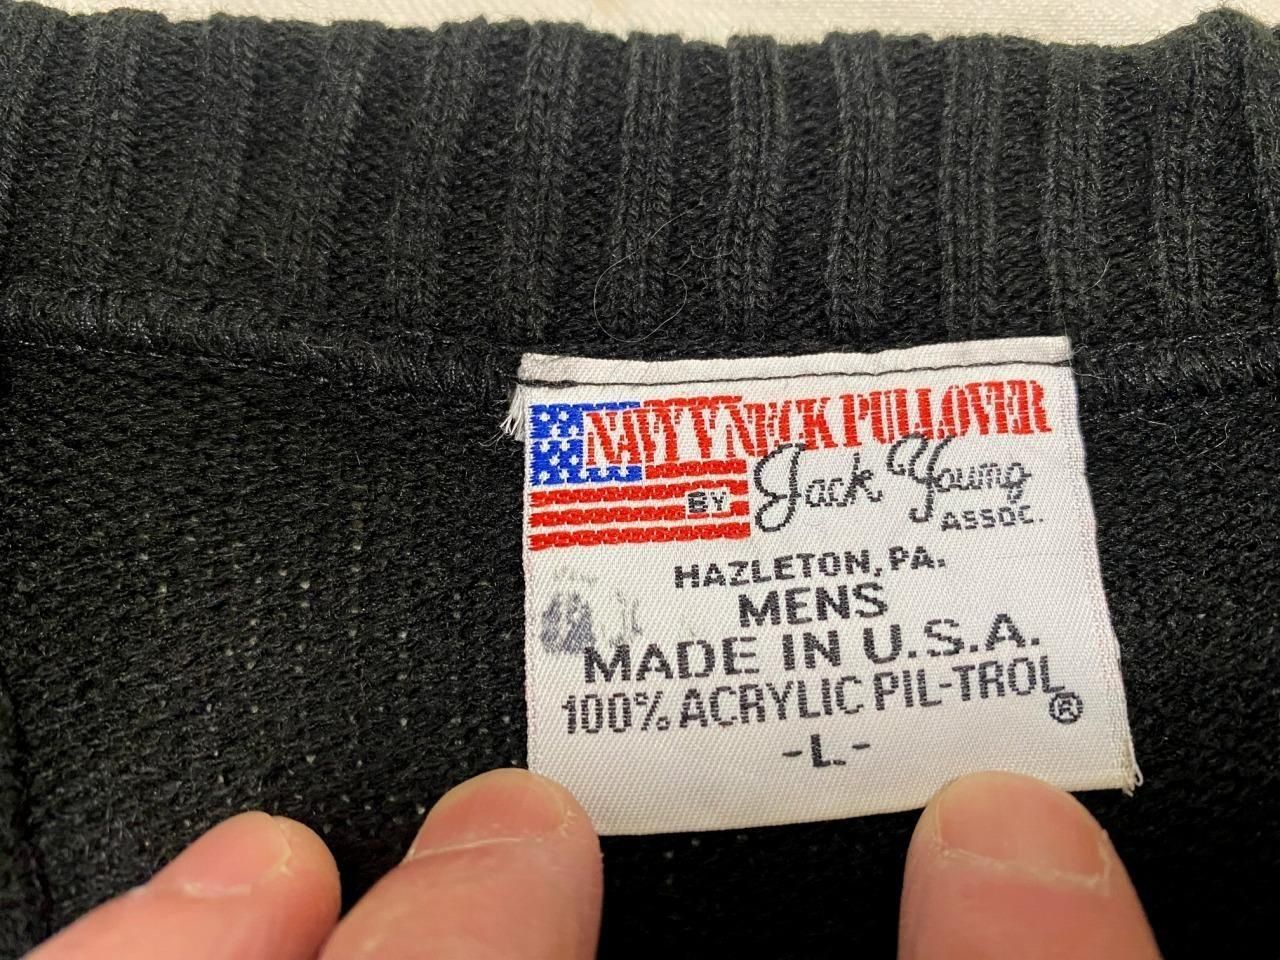 NAVY V NECK PULLOVER
BY Jack Young
ASSOC.
HAZLETON, PA.
MENS
MADE IN U.S.A.
100% ACRYLIC PIL-TROL®
-L-